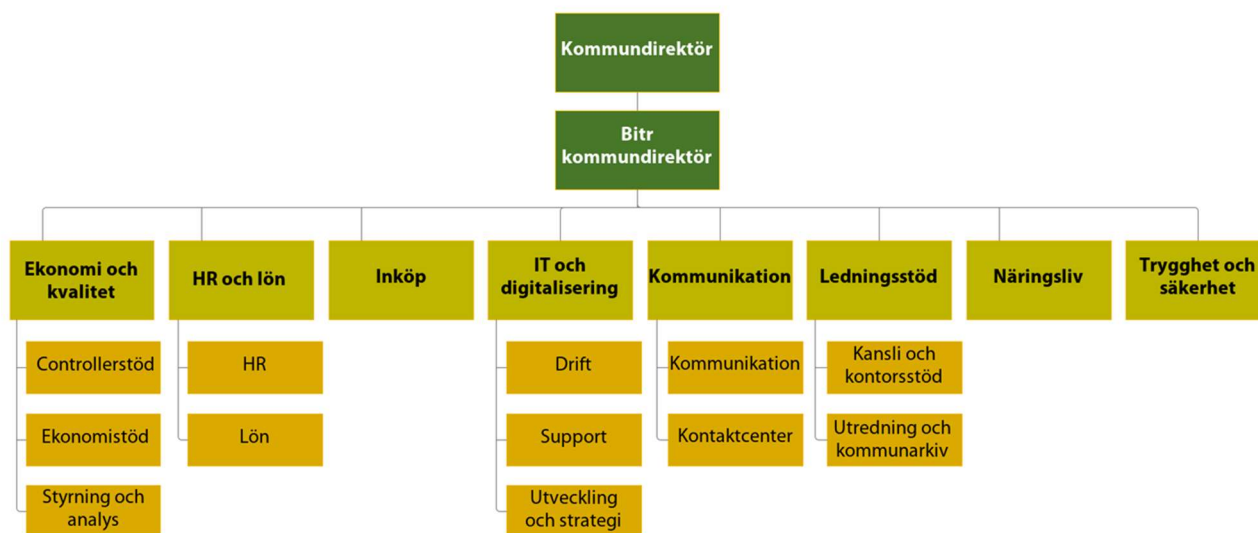 Kommundirektör
Bitr
kommundirektör
Ekonomi och
kvalitet
HR och lön
Inköp
IT och
digitalisering
Kommunikation
Ledningsstöd
Näringsliv
Trygghet och
säkerhet
Controllerstöd
Ekonomistöd
Styrning och
analys
HR
Lön
Drift
Support
Utveckling
och strategi
Kommunikation
Kontaktcenter
Kansli och
kontorsstöd
Utredning och
kommunarkiv